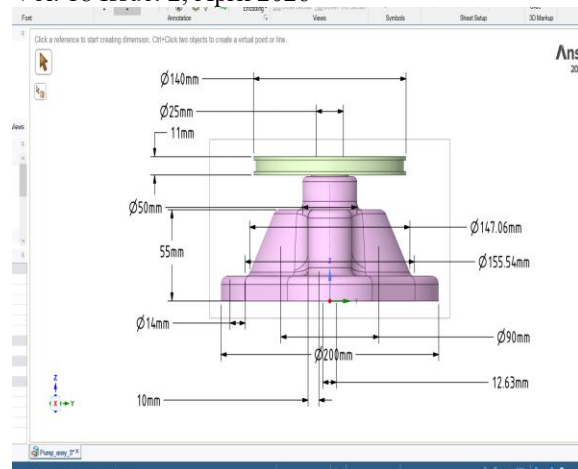 Font
Annotation
Views
Symbols
Sheet Setup
3D Markup
Click a reference to start creating dimension. Ctrl+Click two objects to create a virtual point or line.
Ans
20
Ø140mm
Ø25mm
11mm
Views
Ø50mm
Ø147.06mm
55mm
Ø155.54mm
Z
Y
Ø14mm
Ø90mm
Ø200mm
12.63mm
10mm
Z
X
Y